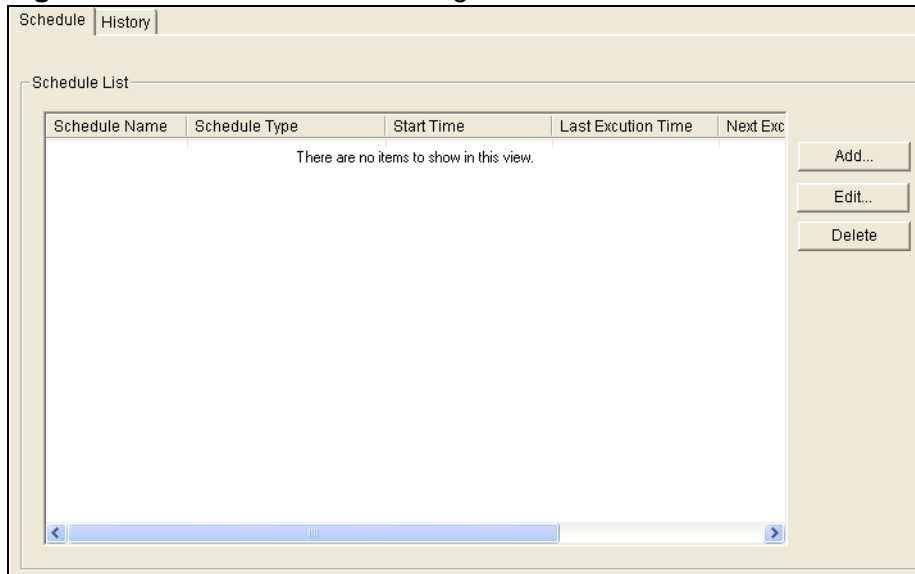 Schedule History
Schedule List
Schedule Name Schedule Type Start Time Last Excution Time Next Exc
There are no items to show in this view.
Add...
Edit...
Delete